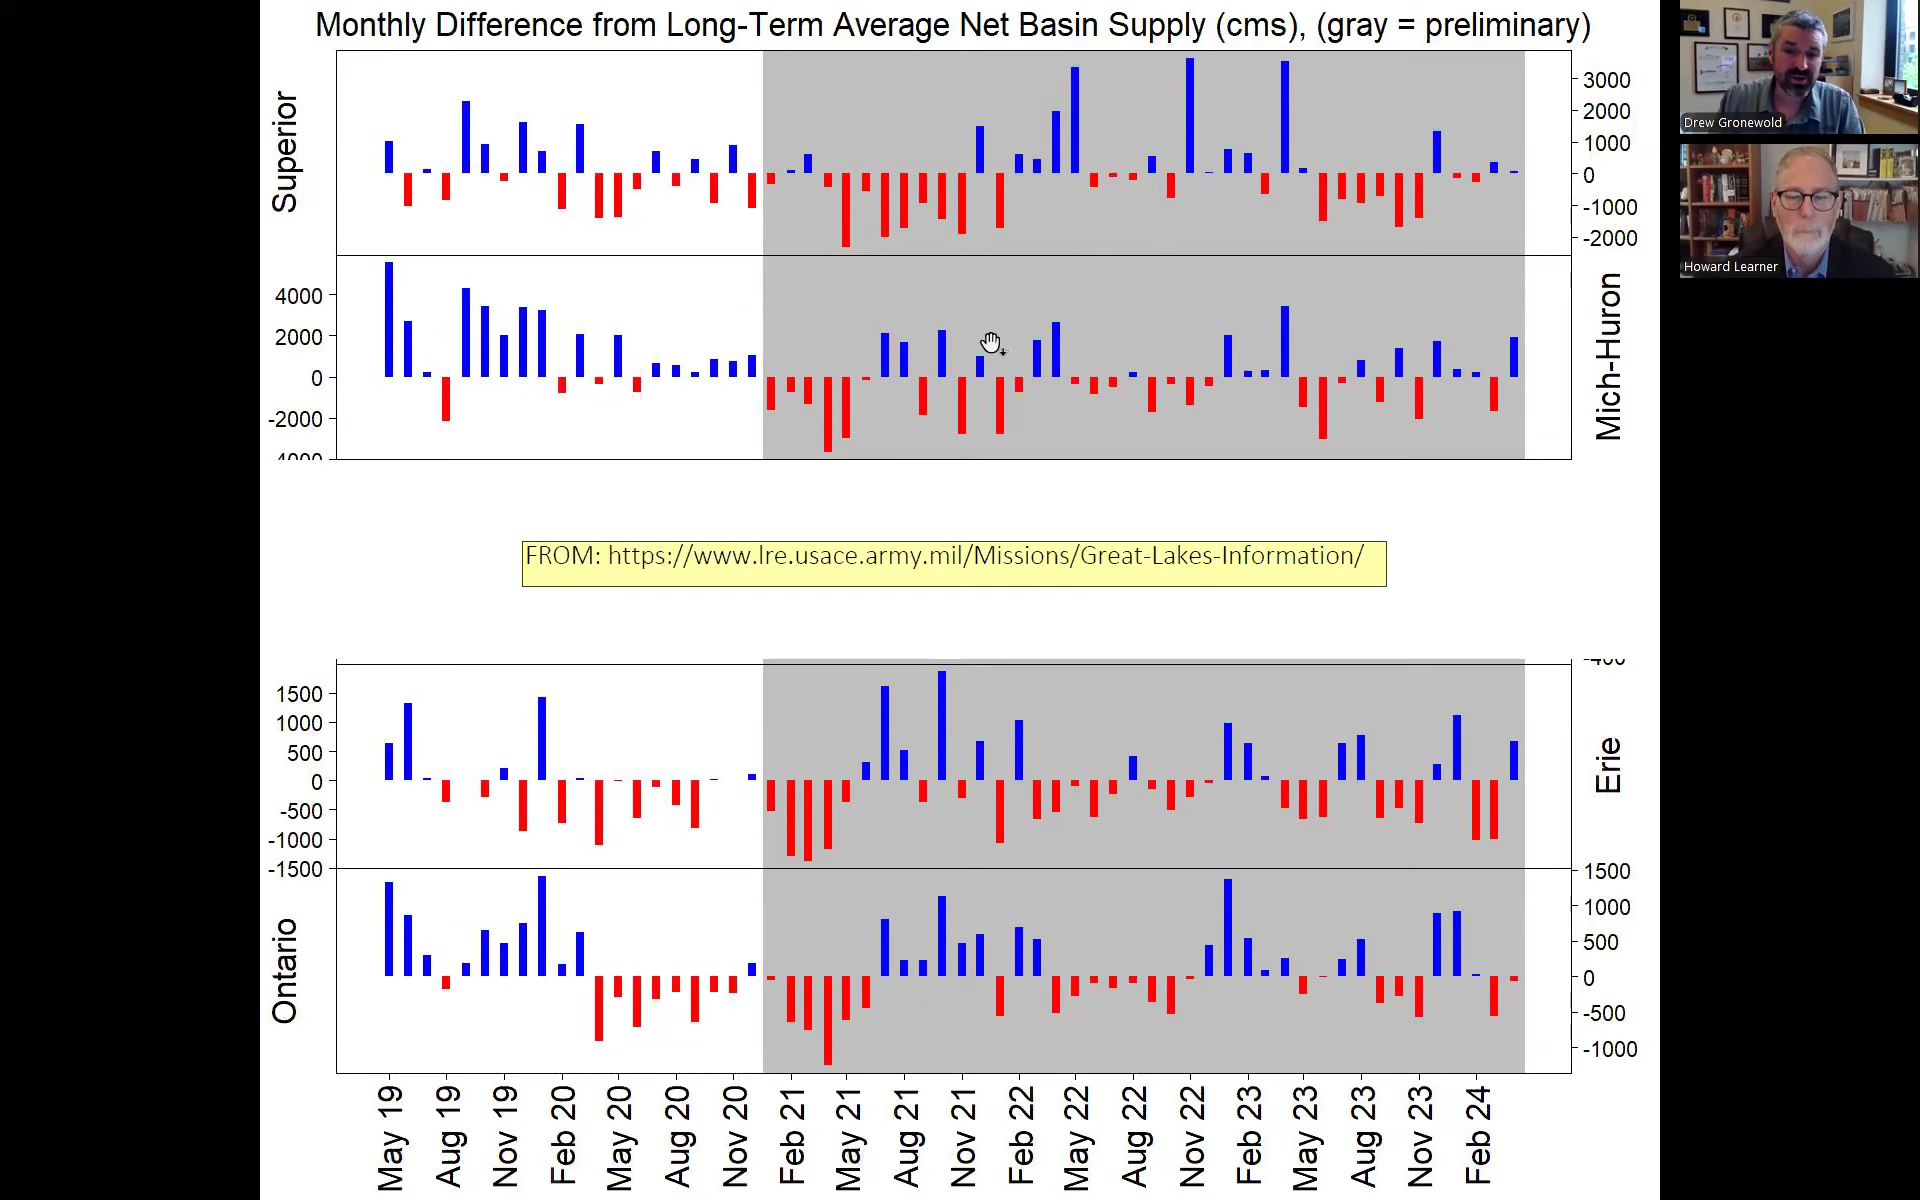 Monthly Difference from Long-Term Average Net Basin Supply (cms), (gray = preliminary)
Superior
3000
2000
1000
0
-1000
-2000
4000
2000
0
-2000
4000
Mich-Huron
FROM: https://www.lre.usace.army.mil/Missions/Great-Lakes-Information/
-400
1500
1000
500
0
-500
-1000
-1500
Erie
Ontario
1500
1000
500
0
-500
-1000
May 19
Aug 19
Nov 19
Feb 20
May 20
Aug 20
Nov 20
Feb 21
May 21
Aug 21
Nov 21
Feb 22
May 22
Aug 22
Nov 22
Feb 23
May 23
Aug 23
Nov 23
Feb 24
Drew Gronewold
Howard Learner